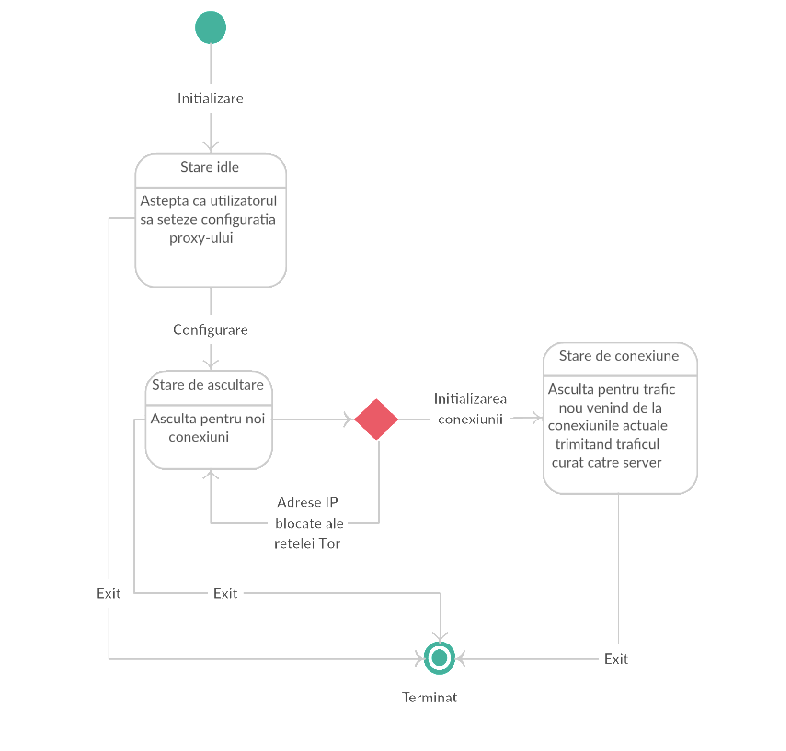 Initializare
Stare idle
Astepta ca utilizatorul
sa seteze configuratia
proxy-ului
Configurare
Stare de ascultare
Asculta pentru noi
conexiuni
Initializarea
conexiunii
Stare de conexiune
Asculta pentru trafic
nou venind de la
conexiunile actuale
trimitand traficul
curat catre server
Adrese IP
blocate ale
retelei Tor
Exit
Exit
Exit
Terminat